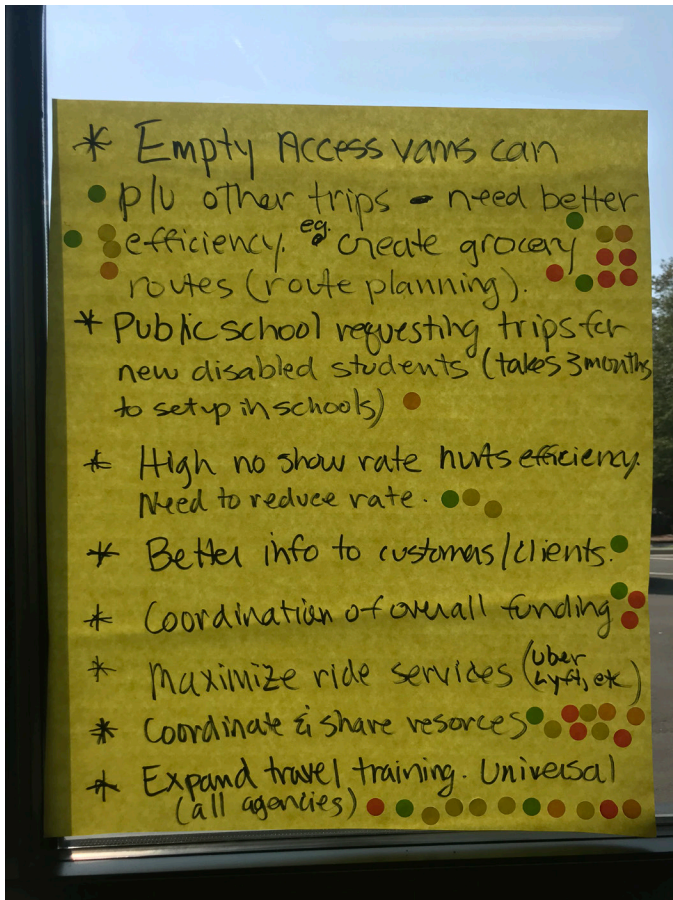 * Empty Access vans can
p/u other trips - need better
efficiency. eg. create grocery
routes (route planning).
* Public school requesting trips for
new disabled students (takes 3 months
to setup in schools)
* High no show rate hurts efficiency.
Need to reduce rate.
* Better info to customers/clients.
* Coordination of overall funding
* Maximize ride services (uber
Lyft, etc)
* Coordinate & share resorces
* Expand travel training. Universal
(all agencies)